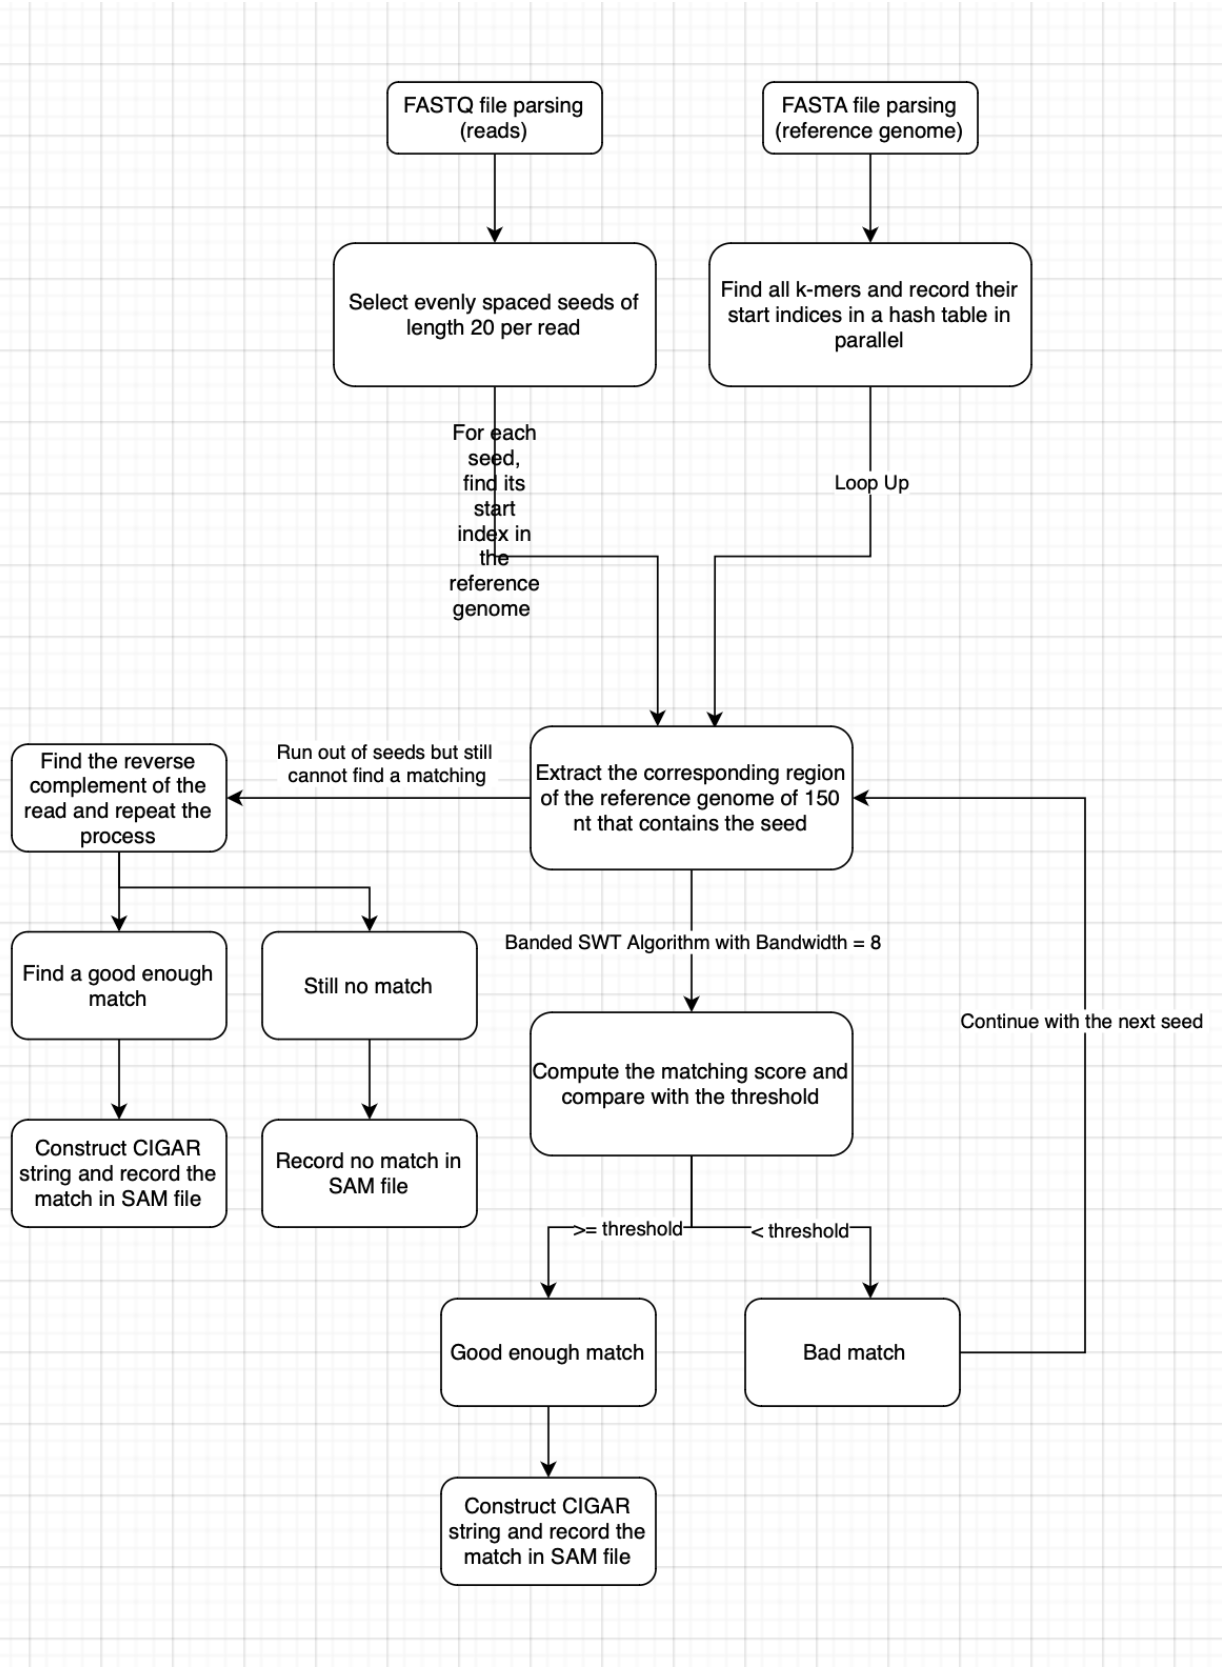 FASTQ file parsing
(reads)
FASTA file parsing
(reference genome)
Select evenly spaced seeds of
length 20 per read
Find all k-mers and record their
start indices in a hash table in
parallel
For each
seed,
find its
start
index in
the
reference
genome
Loop Up
Find the reverse
complement of the
read and repeat the
process
Run out of seeds but still
cannot find a matching
Extract the corresponding region
of the reference genome of 150
nt that contains the seed
Find a good enough
match
Still no match
Banded SWT Algorithm with Bandwidth = 8
Continue with the next seed
Compute the matching score and
compare with the threshold
Construct CIGAR
string and record the
match in SAM file
Record no match in
SAM file
>= threshold
< threshold
Good enough match
Bad match
Construct CIGAR
string and record the
match in SAM file